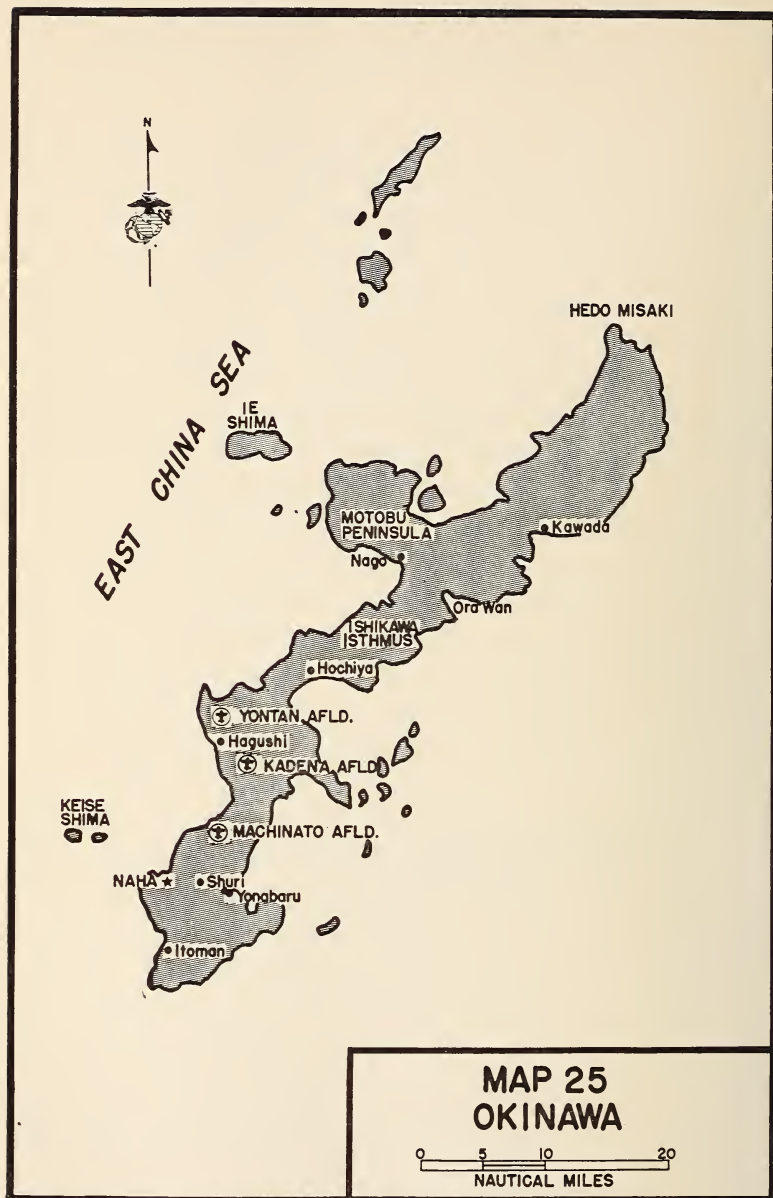 N
HEDO MISAKI
EAST CHINA SEA
IE
SHIMA
MOTOBU
PENINSULA
Kawada
Nago
Ora Wan
ISHIKAWA
ISTHMUS
Hochiya
YONTAN AFLD.
Hagushi
KADENA AFLD
KEISE
SHIMA
MACHINATO AFLD.
NAHA
Shuri
Yongbaru
Itoman
MAP 25
OKINAWA
0 5 10 20
NAUTICAL MILES